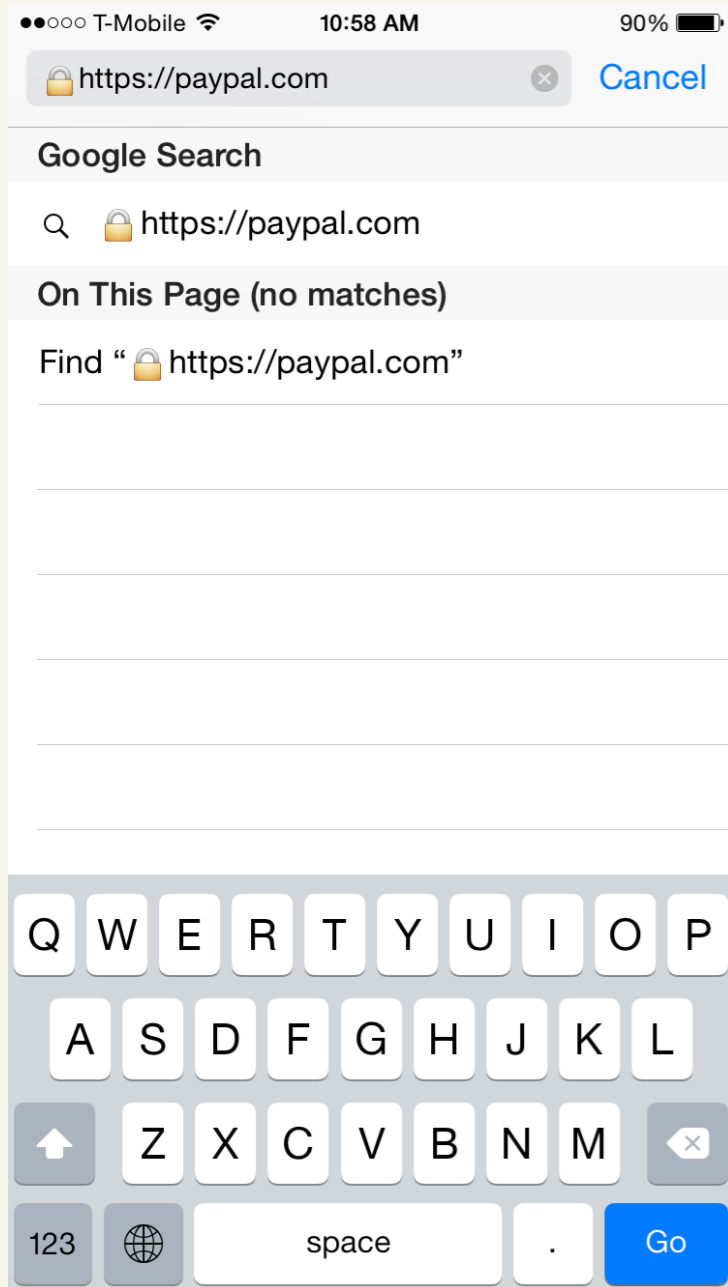 ●●○○○ T-Mobile 10:58 AM 90%
🔒https://paypal.com Cancel
Google Search
🔒https://paypal.com
On This Page (no matches)
Find “🔒https://paypal.com”
Q W E R T Y U I O P
A S D F G H J K L
Z X C V B N M
123 space . Go